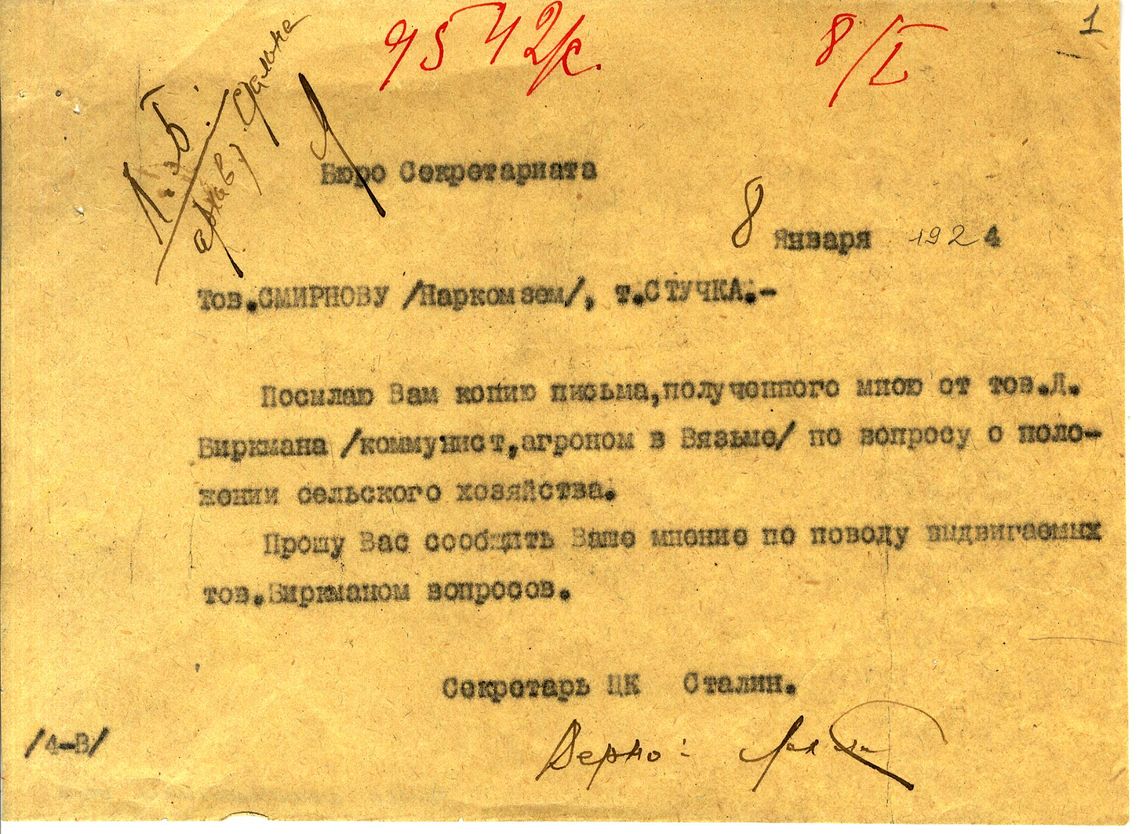 9542/с.
8/I
1
Л.Б.
архив
Бюро Секретариата
8 Января 1924
Тов.СМИРНОВУ /Наркомзем/, т.СТУЧКА.-
Посылаю Вам копию письма,полученного мною от тов.Д.
Биркмана /коммунист,агроном в Вязьме/ по вопросу о поло-
жении сельского хозяйства.
Прошу Вас сообщить Ваше мнение по поводу выдвигаемых
тов.Биркманом вопросов.
Секретарь ЦК Сталин.
/4-В/
Верно: